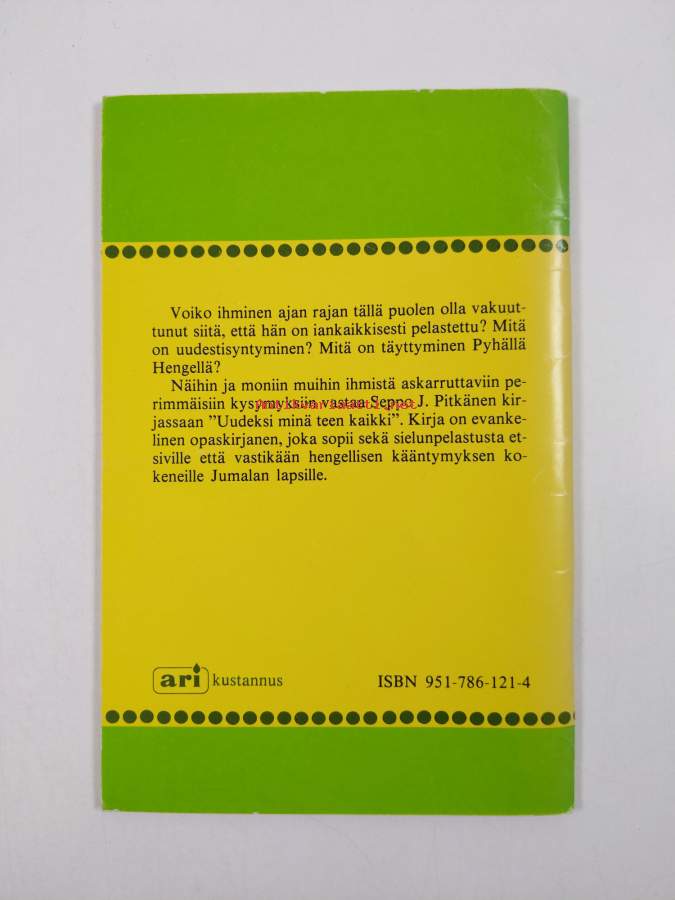 Voiko ihminen ajan rajan tällä puolen olla vakuut-
tunut siitä, että hän on iankaikkisesti pelastettu? Mitä
on uudestisyntyminen? Mitä on täyttyminen Pyhällä
Hengellä?
Näihin ja moniin muihin ihmistä askarruttaviin pe-
rimmäisiin kysymyksiin vastaa Seppo J. Pitkänen kir-
jassaan ”Uudeksi minä teen kaikki”. Kirja on evanke-
linen opaskirjanen, joka sopii sekä sielunpelastusta et-
siville että vastikään hengellisen kääntymyksen ko-
keneille Jumalan lapsille.
ari kustannus
ISBN 951-786-121-4